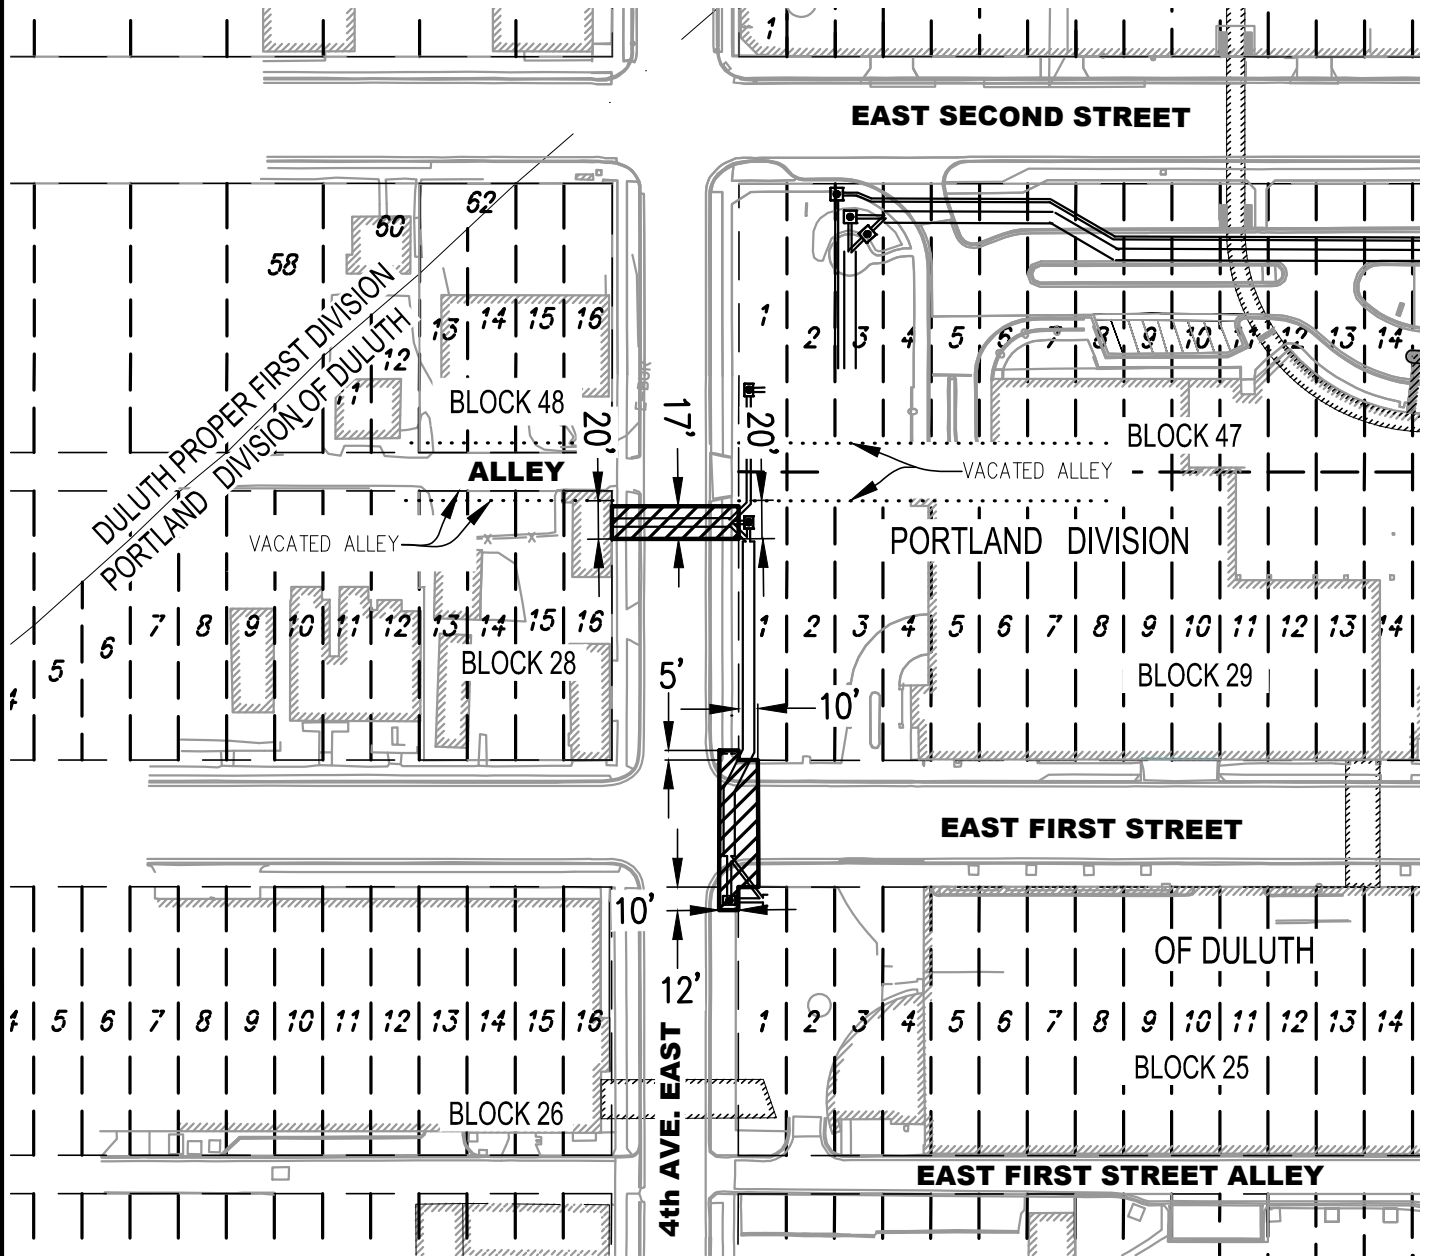 1
EAST SECOND STREET
62
60
58
DULUTH PROPER FIRST DIVISION
PORTLAND DIVISION OF DULUTH
13 14 15 16
12
11
1 2 3 4 5 6 7 8 9 10 11 12 13 14
BLOCK 48
20'
17'
20'
BLOCK 47
ALLEY
VACATED ALLEY
VACATED ALLEY
PORTLAND DIVISION
4 5 6 7 8 9 10 11 12 13 14 15 16
1 2 3 4 5 6 7 8 9 10 11 12 13 14
BLOCK 28
BLOCK 29
5'
10'
EAST FIRST STREET
10'
12'
OF DULUTH
4 5 6 7 8 9 10 11 12 13 14 15 16
1 2 3 4 5 6 7 8 9 10 11 12 13 14
BLOCK 26
BLOCK 25
4th AVE. EAST
EAST FIRST STREET ALLEY